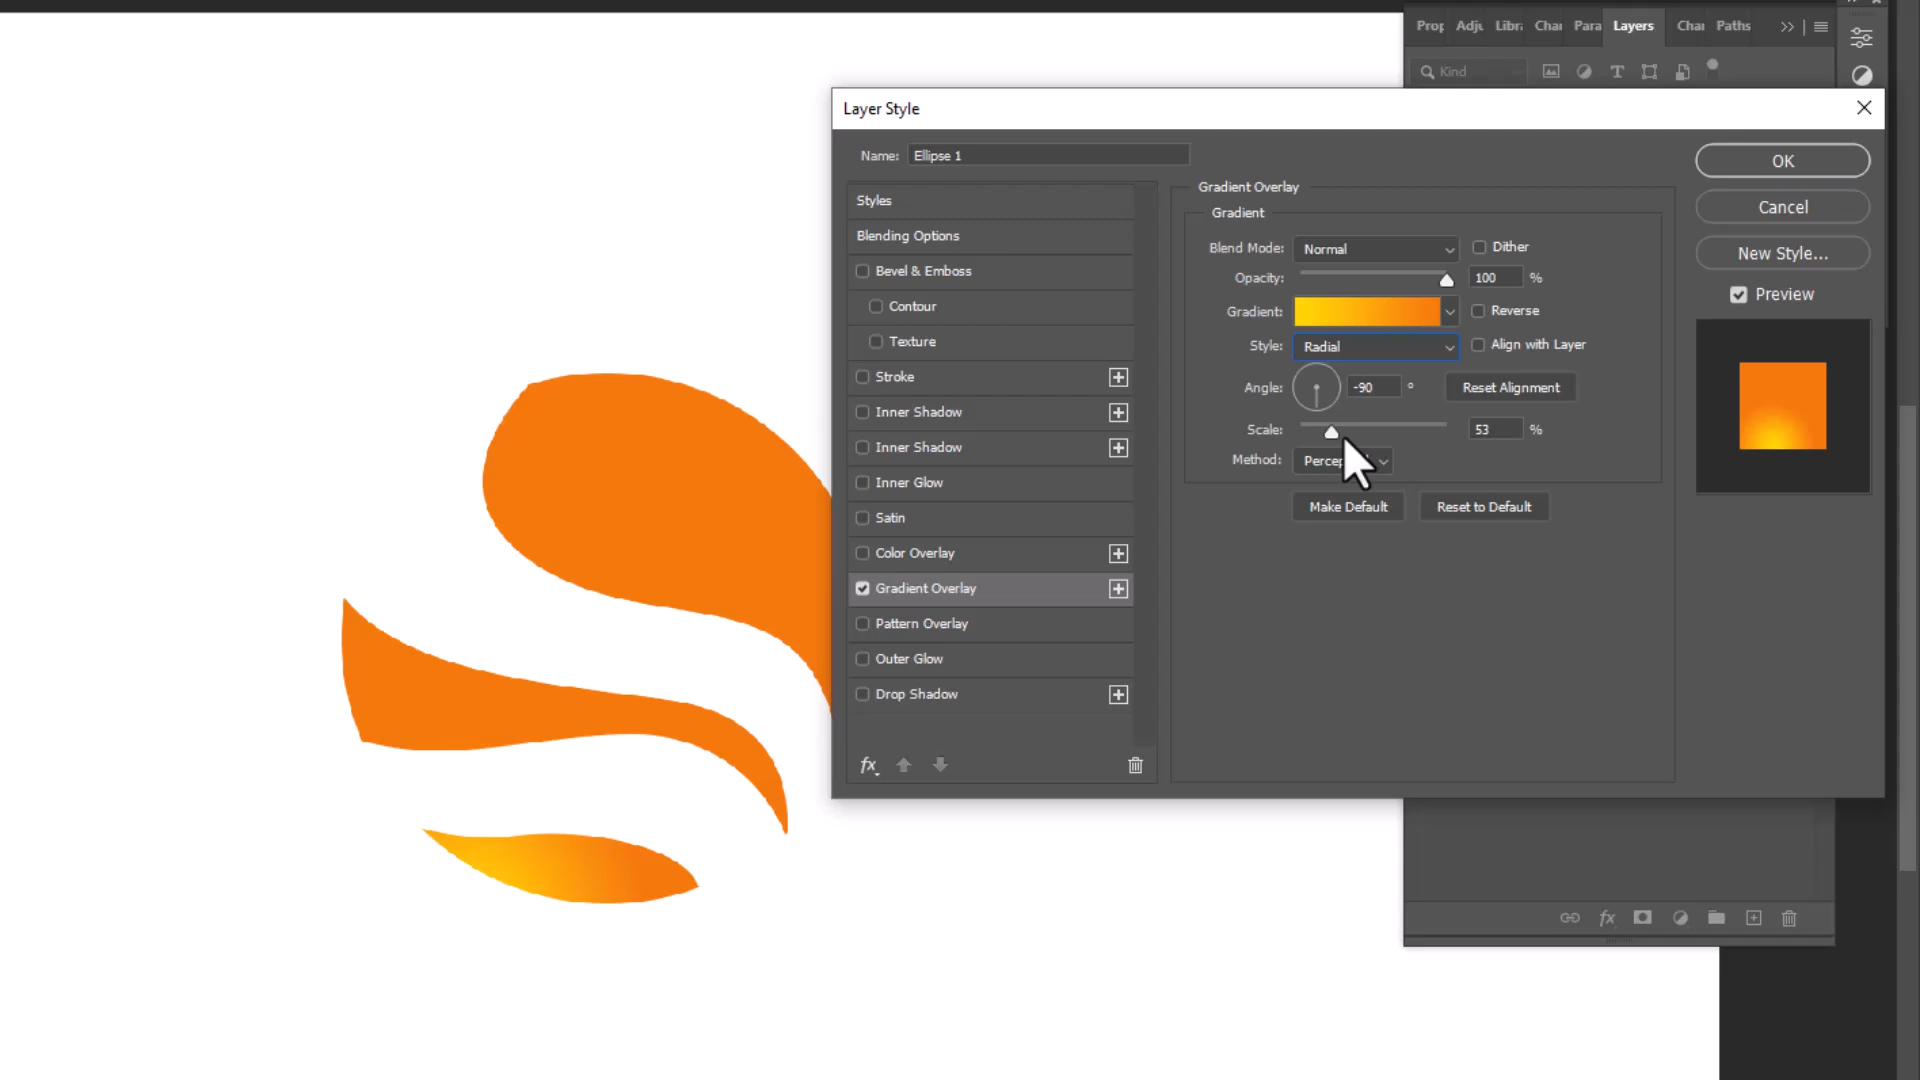 Prop Adju Libra Char Para Layers Char Paths
Kind
Layer Style
Name: Ellipse 1
OK
Cancel
New Style...
Preview
Styles
Blending Options
Bevel & Emboss
Contour
Texture
Stroke
Inner Shadow
Inner Shadow
Inner Glow
Satin
Color Overlay
Gradient Overlay
Pattern Overlay
Outer Glow
Drop Shadow
fx
Gradient Overlay
Gradient
Blend Mode: Normal Dither
Opacity: 100 %
Gradient: Reverse
Style: Radial Align with Layer
Angle: -90 ° Reset Alignment
Scale: 53 %
Method: Percep
Make Default Reset to Default
fx